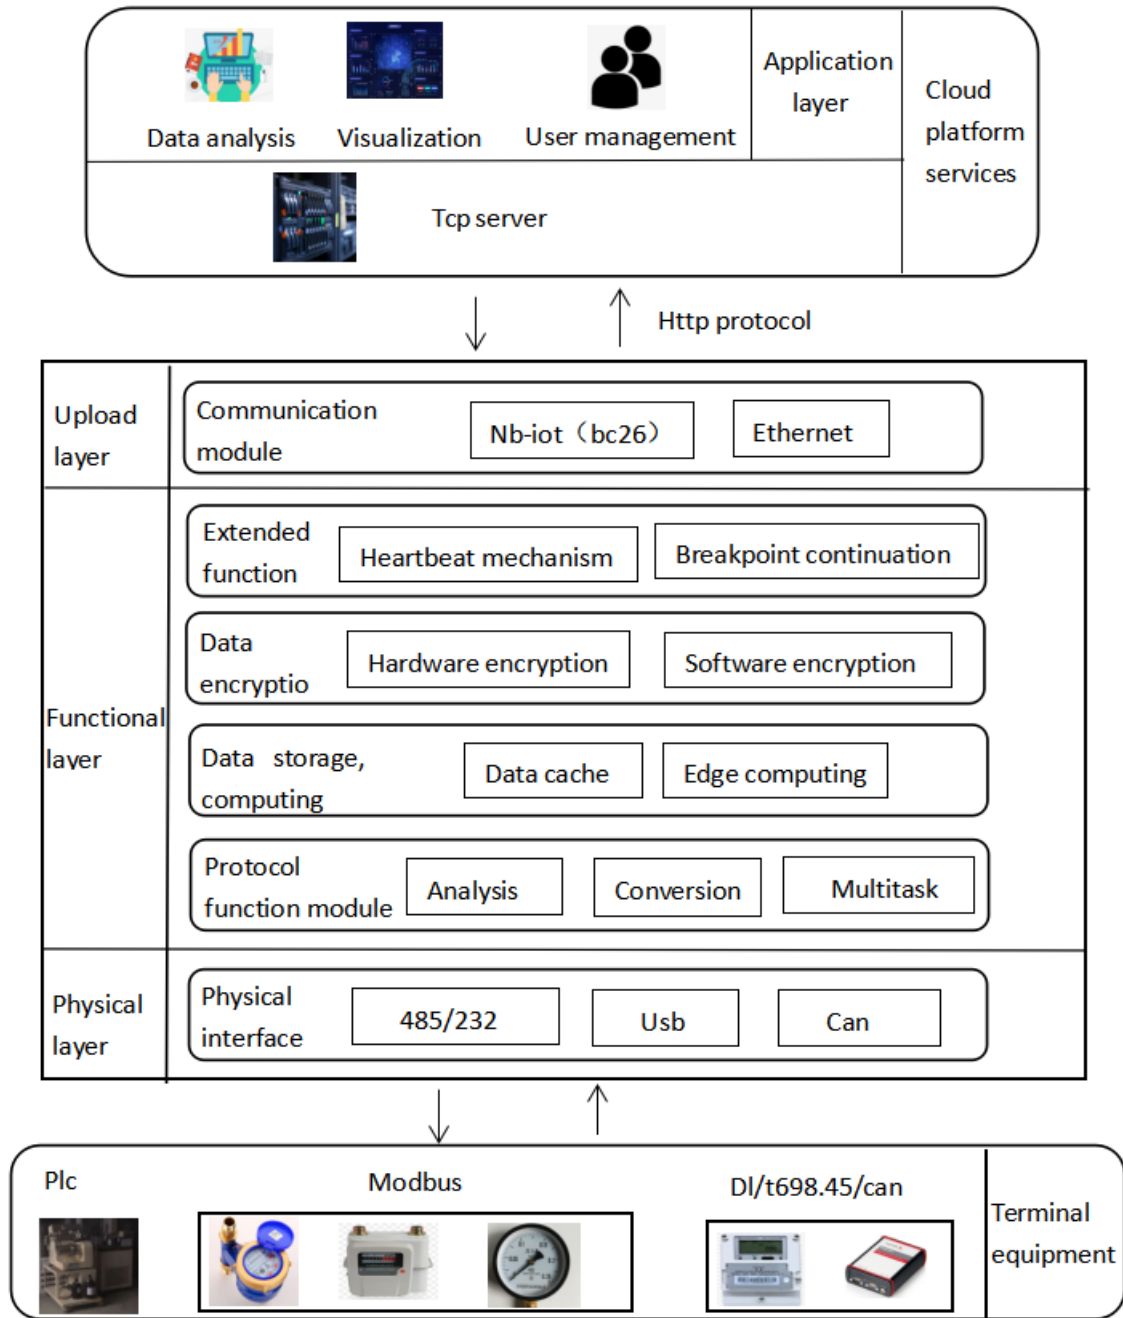 Application
layer
Cloud
platform
services
Data analysis
Visualization
User management
Tcp server
Http protocol
Upload
layer
Communication
module
Nb-iot（bc26）
Ethernet
Functional
layer
Extended
function
Heartbeat mechanism
Breakpoint continuation
Data
encryptio
Hardware encryption
Software encryption
Data storage,
computing
Data cache
Edge computing
Protocol
function module
Analysis
Conversion
Multitask
Physical
layer
Physical
interface
485/232
Usb
Can
Plc
Modbus
Dl/t698.45/can
Terminal
equipment